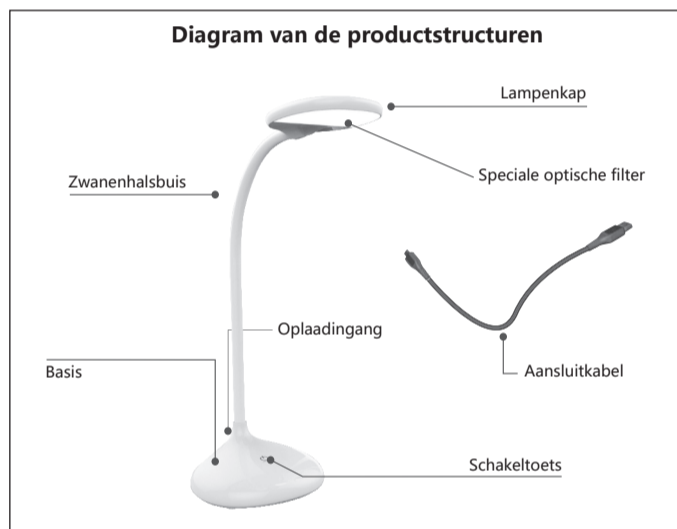 Diagram van de productstructuren
Lampenkap
Speciale optische filter
Zwanenhalsbuis
Oplaadingang
Basis
Aansluitkabel
Schakeltoets